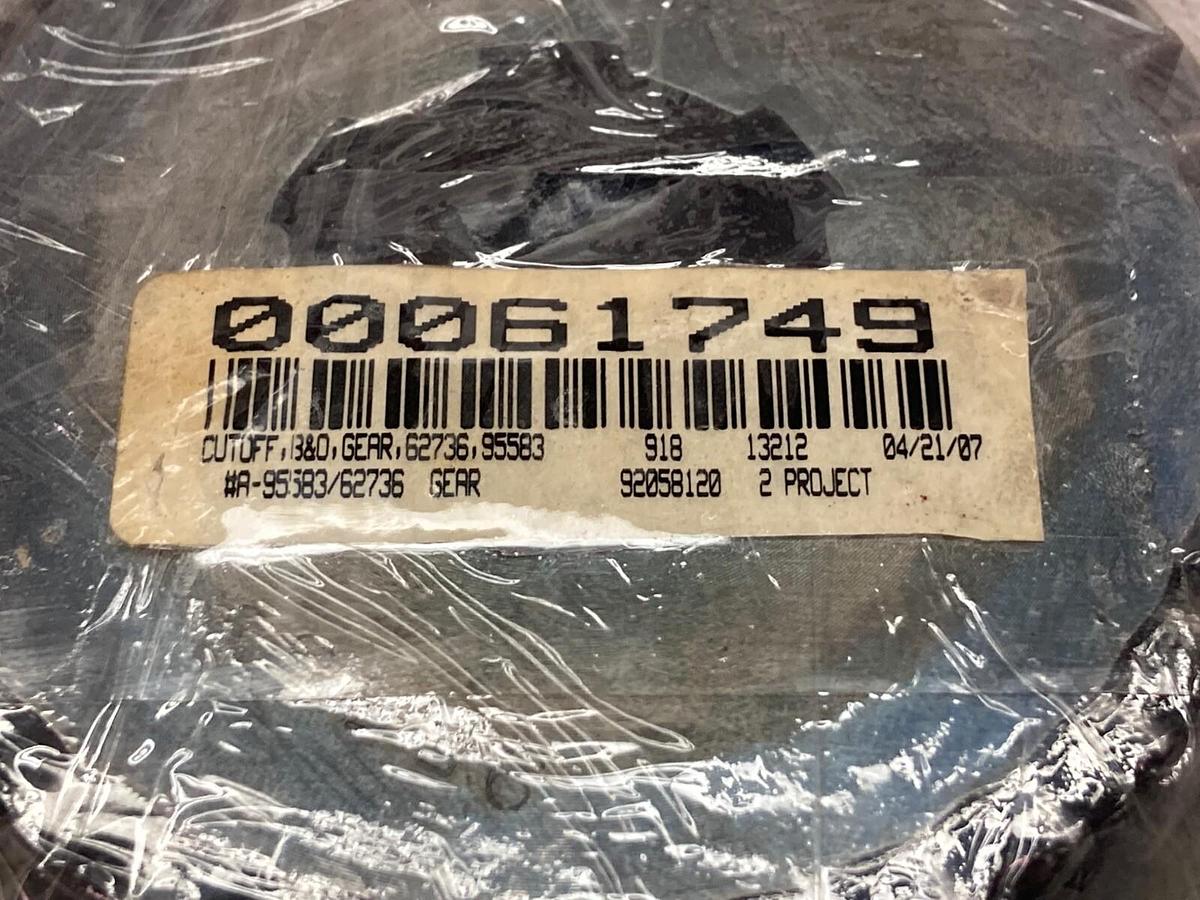 00061749
CUTOFF,B&O,GEAR,62736,95583 918 13212 04/21/07
#A-95583/62736 GEAR 92058120 2 PROJECT